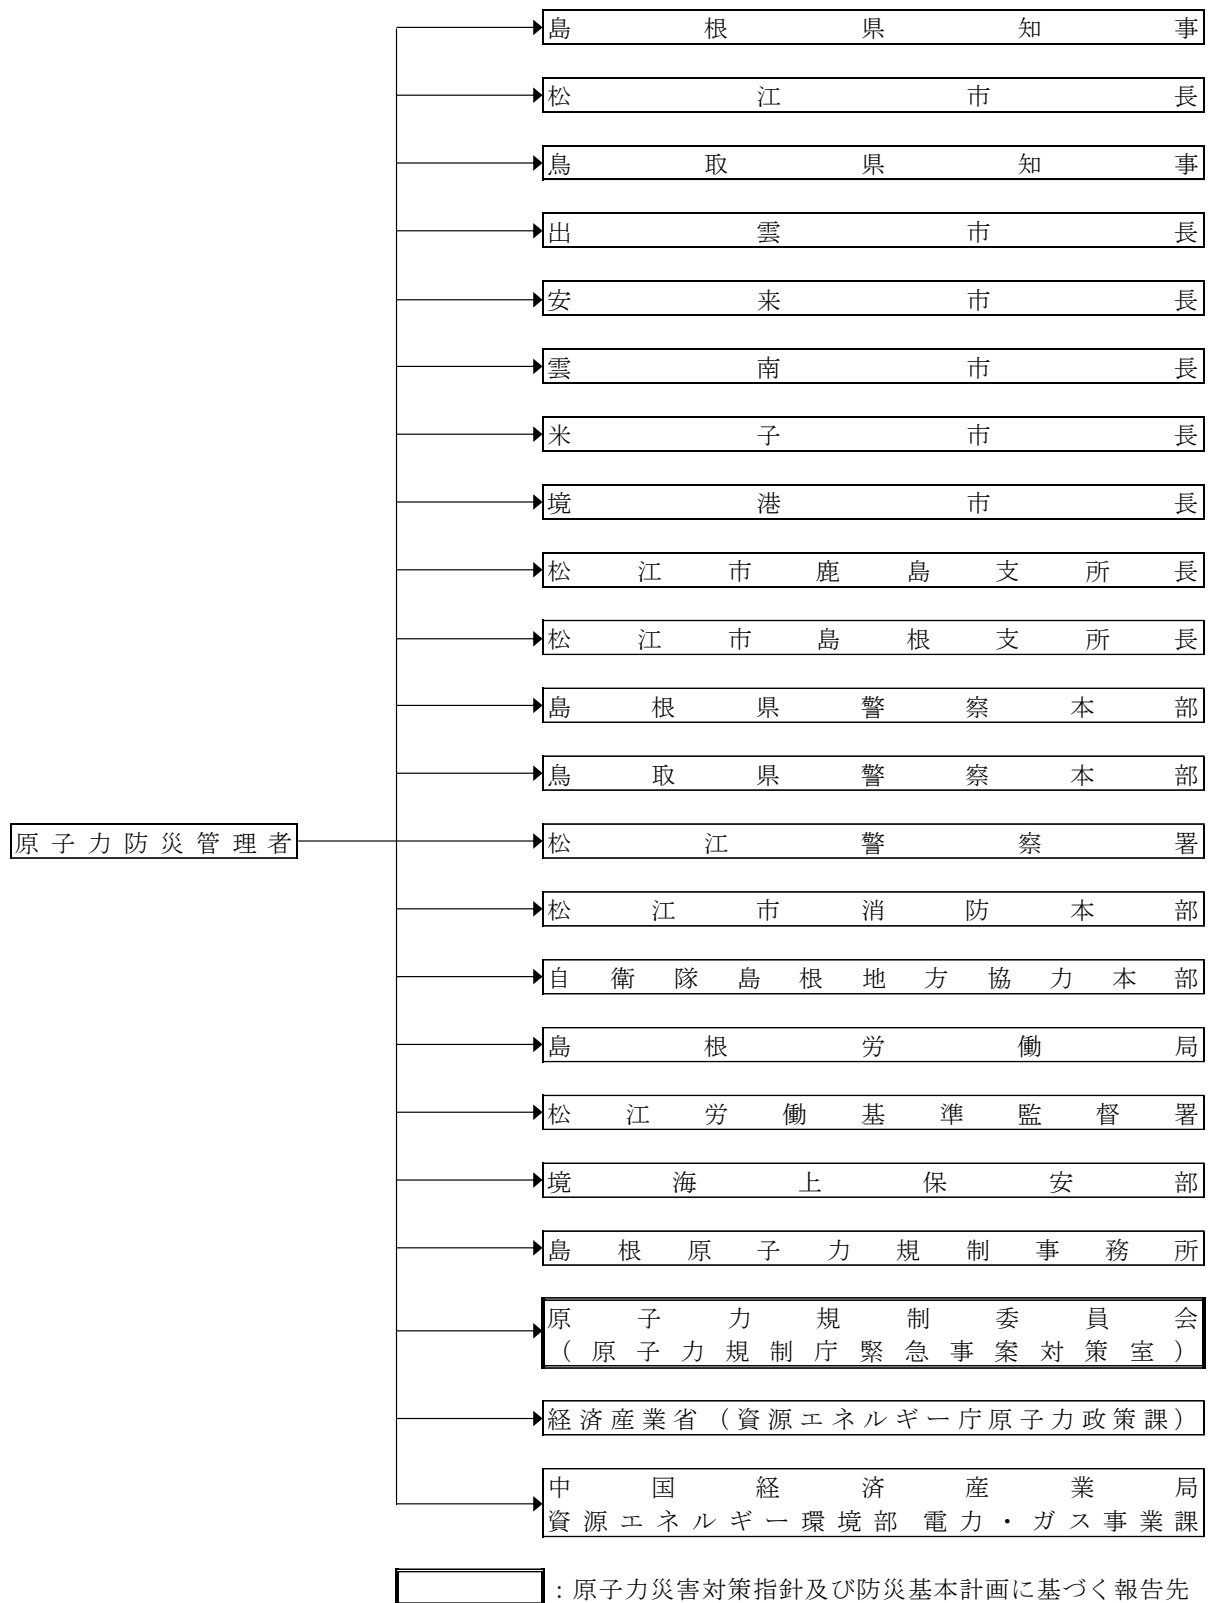 島根県知事
松江市長
鳥取県知事
出雲市長
安来市長
雲南市長
米子市長
境港市長
松江市鹿島支所長
松江市島根支所長
島根県警察本部
鳥取県警察本部
原子力防災管理者
松江警察署
松江市消防本部
自衛隊島根地方協力本部
島根労働局
松江労働基準監督署
境海上保安部
島根原子力規制事務所
原子力規制委員会
（原子力規制庁緊急事案対策室）
経済産業省（資源エネルギー庁原子力政策課）
中国経済産業局
資源エネルギー環境部 電力・ガス事業課
：原子力災害対策指針及び防災基本計画に基づく報告先